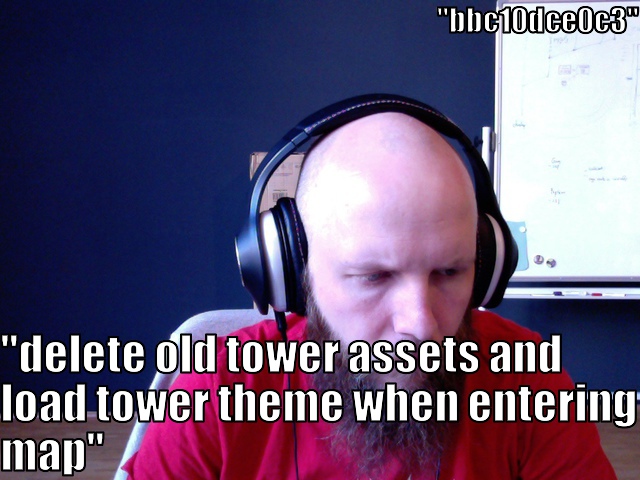 "bbc10dce0c3"
"delete old tower assets and
load tower theme when entering
map"